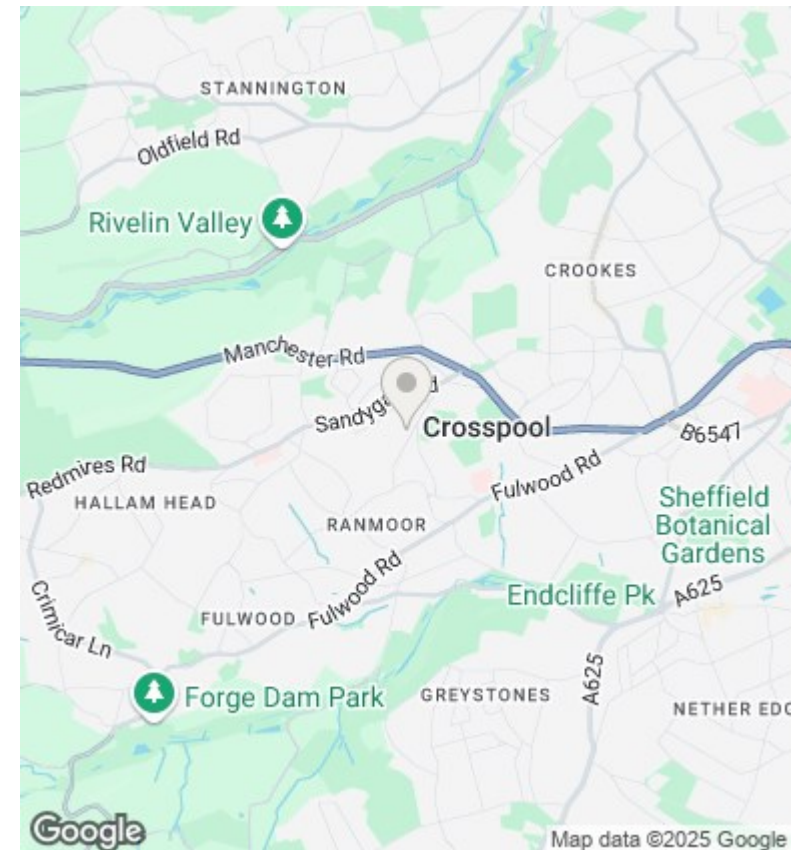 STANNINGTON
Oldfield Rd
Rivelin Valley
CROOKES
Manchester Rd
Crosspool
B6547
Redmires Rd
HALLAM HEAD
Fulwood Rd
RANMOOR
Sheffield
Botanical
Gardens
Endcliffe Pk
A625
FULWOOD
Fulwood Rd
Crimicar Ln
Forge Dam Park
GREYSTONES
A625
NETHER EDG
Google
Map data ©2025 Google